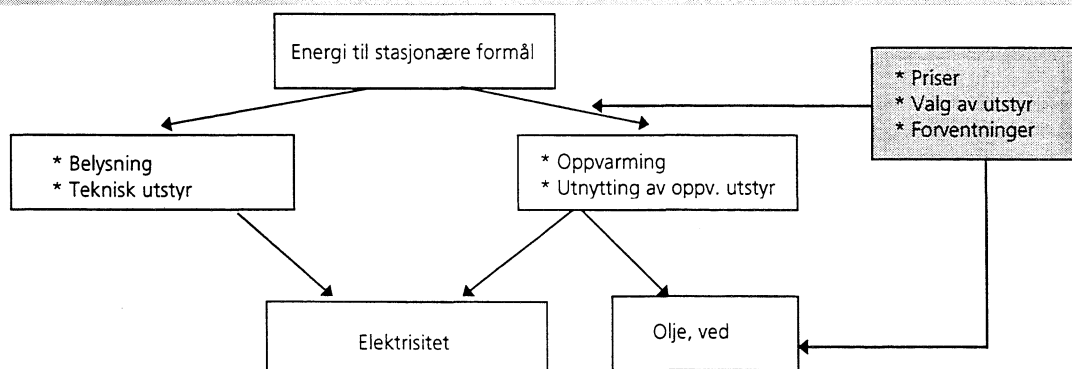 Energi til stasjonære formål
* Priser
* Valg av utstyr
* Forventninger
* Belysning
* Teknisk utstyr
* Oppvarming
* Utnytting av oppv. utstyr
Elektrisitet
Olje, ved